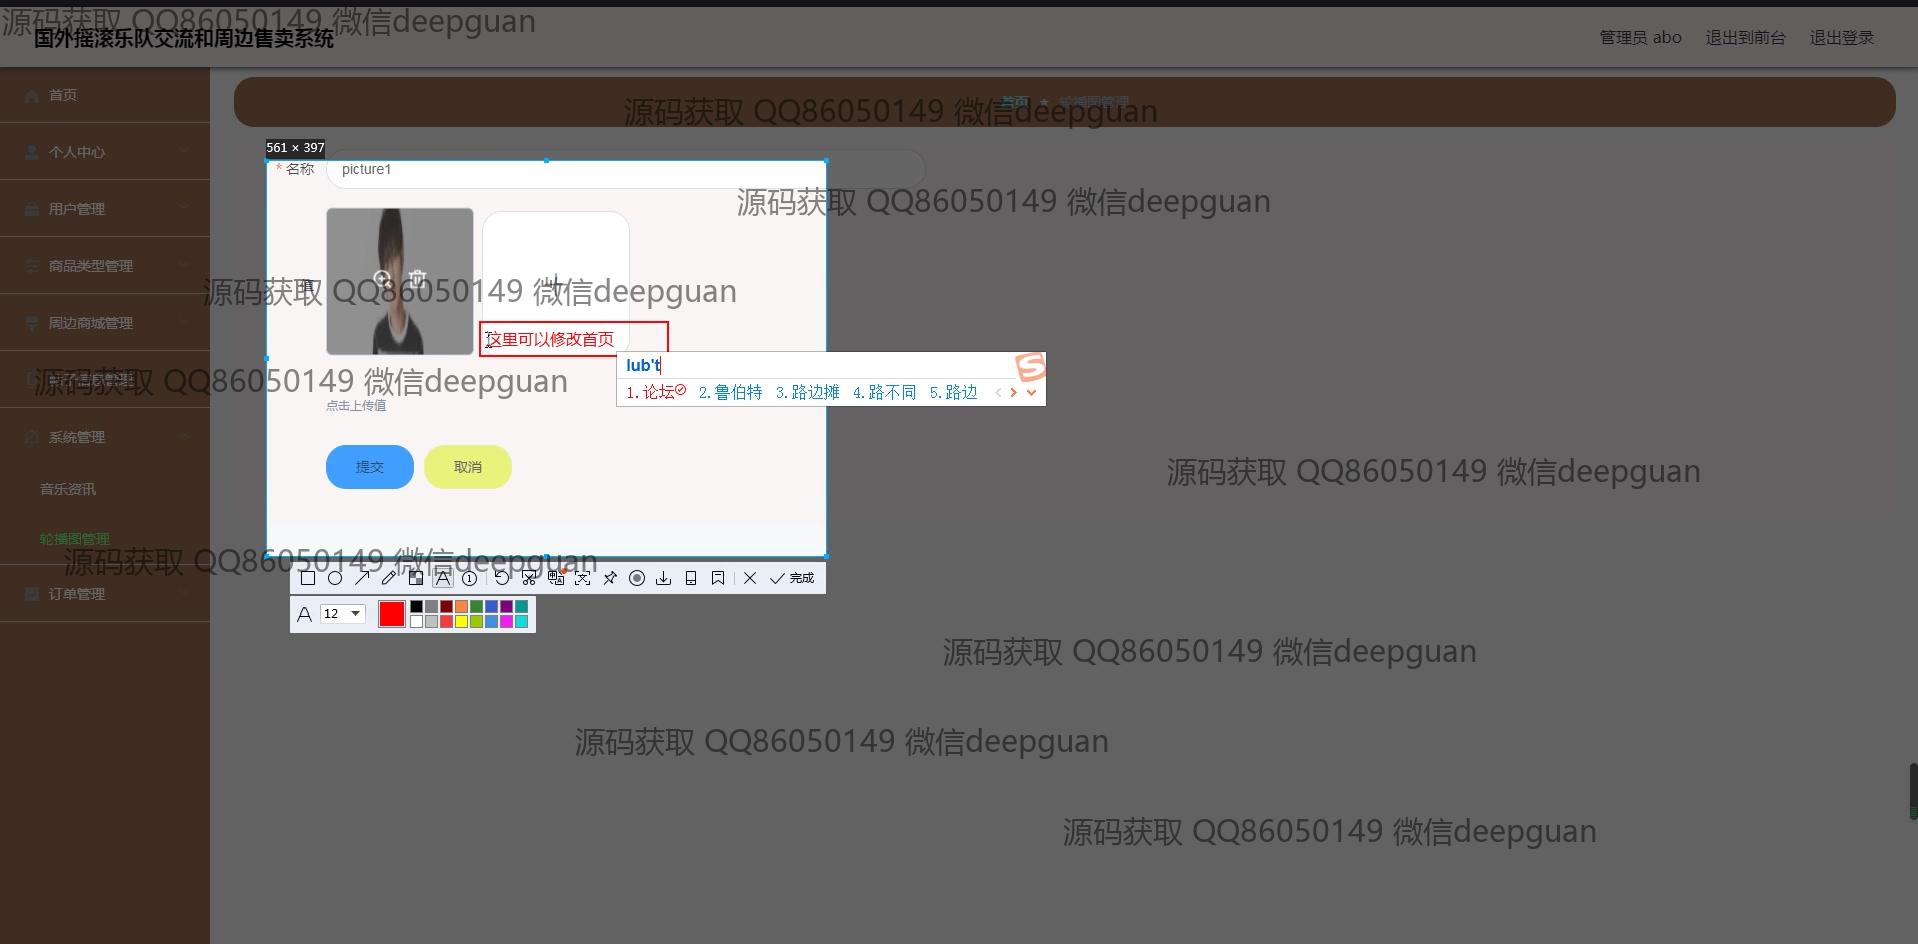 源码获取 QQ86050149 微信deepguan
国外摇滚乐队交流和周边售卖系统
管理员 abo
退出到前台
退出登录
首页
个人中心
用户管理
商品类型管理
周边商城管理
系统管理
音乐资讯
轮播图管理
订单管理
首页 ★ 轮播图管理
源码获取 QQ86050149 微信deepguan
561 × 397
* 名称
picture1
源码获取 QQ86050149 微信deepguan
值
源码获取 QQ86050149 微信deepguan
这里可以修改首页
lub't
1.论坛 2.鲁伯特 3.路边摊 4.路不同 5.路边
源码获取 QQ86050149 微信deepguan
点击上传值
提交
取消
源码获取 QQ86050149 微信deepguan
源码获取 QQ86050149 微信deepguan
完成
12
源码获取 QQ86050149 微信deepguan
源码获取 QQ86050149 微信deepguan
源码获取 QQ86050149 微信deepguan